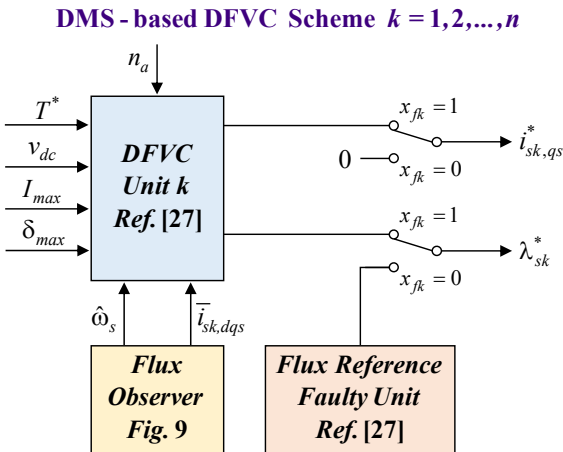 DMS - based DFVC Scheme k = 1,2,...,n
n_a
T^*
v_dc
I_max
δ_max
DFVC
Unit k
Ref. [27]
x_fk = 1
0
x_fk = 0
i^*_sk,qs
x_fk = 1
x_fk = 0
λ^*_sk
ω̂_s
i̅_sk,dqs
Flux
Observer
Fig. 9
Flux Reference
Faulty Unit
Ref. [27]